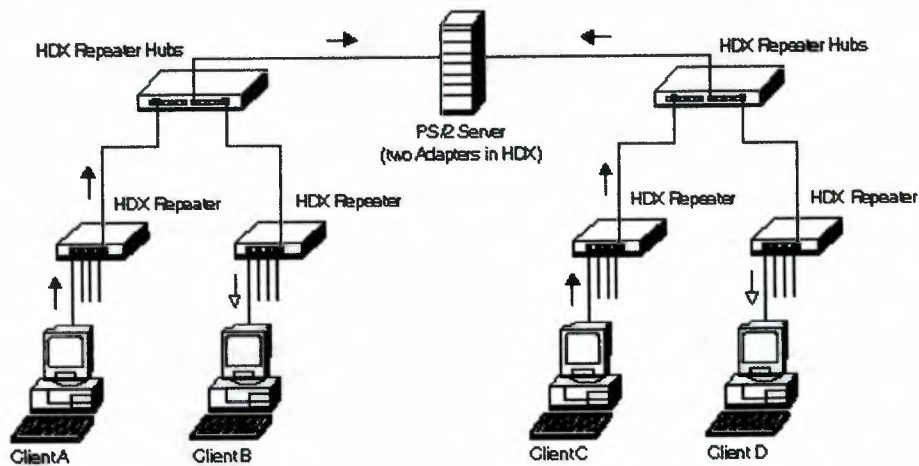 HDX Repeater Hubs
HDX Repeater Hubs
PS/2 Server
(two Adapters in HDX)
HDX Repeater
HDX Repeater
HDX Repeater
HDX Repeater
Client A
Client B
Client C
Client D